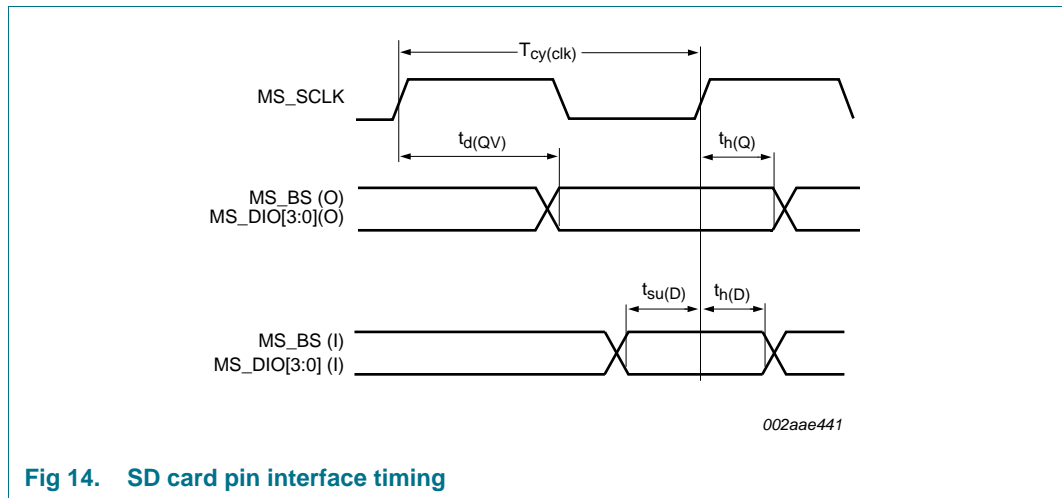 Tcy(clk)
MS_SCLK
td(QV)
th(Q)
MS_BS (O)
MS_DIO[3:0](O)
tsu(D)
th(D)
MS_BS (I)
MS_DIO[3:0] (I)
002aae441
Fig 14. SD card pin interface timing